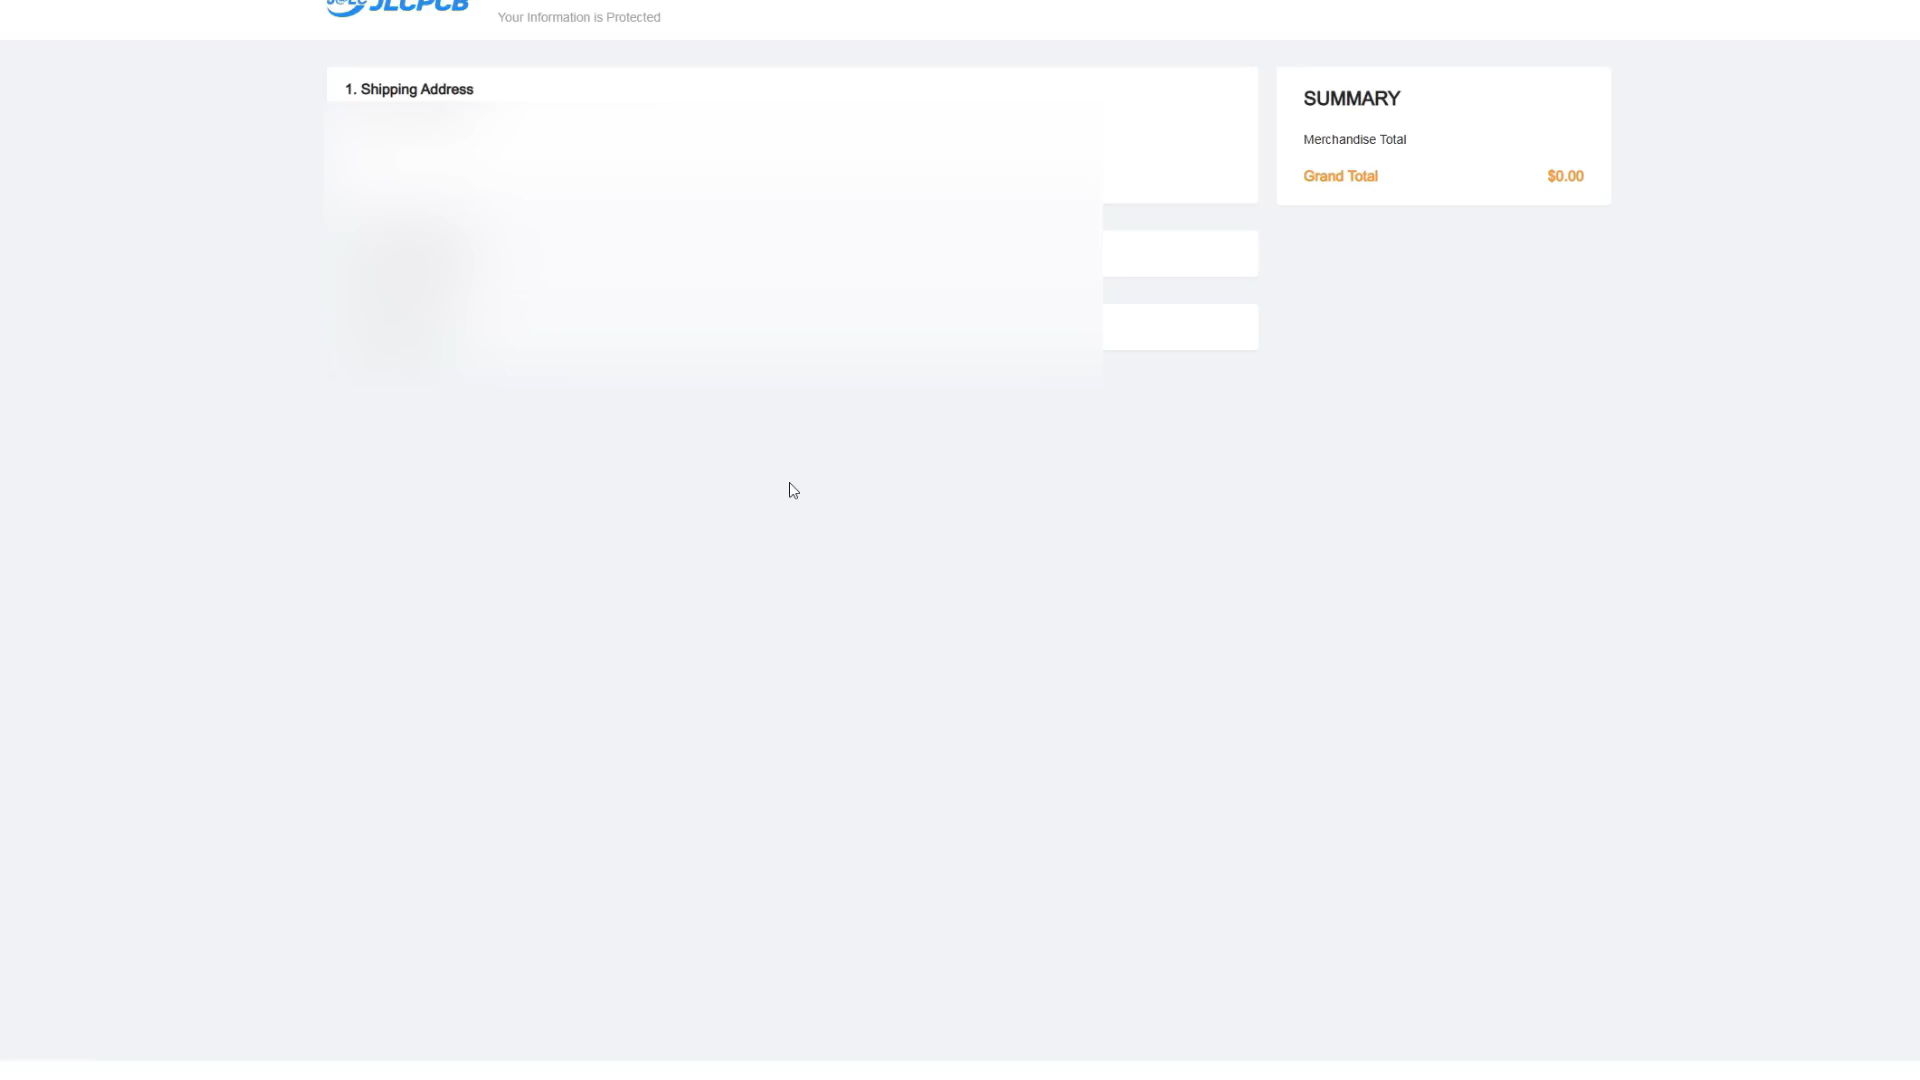 JLCPCB
Your Information is Protected
1. Shipping Address
SUMMARY
Merchandise Total
Grand Total $0.00